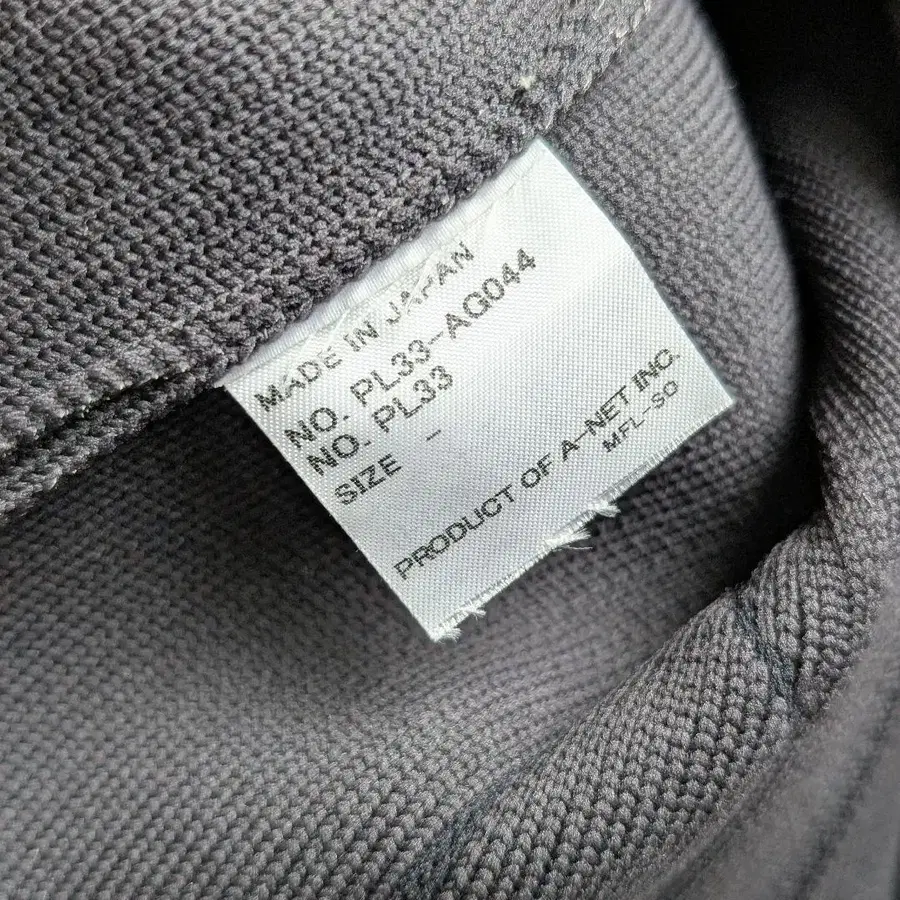 MADE IN JAPAN
NO. PL33-AG044
NO. PL33
SIZE -
PRODUCT OF A-NET INC.
MFL-SO